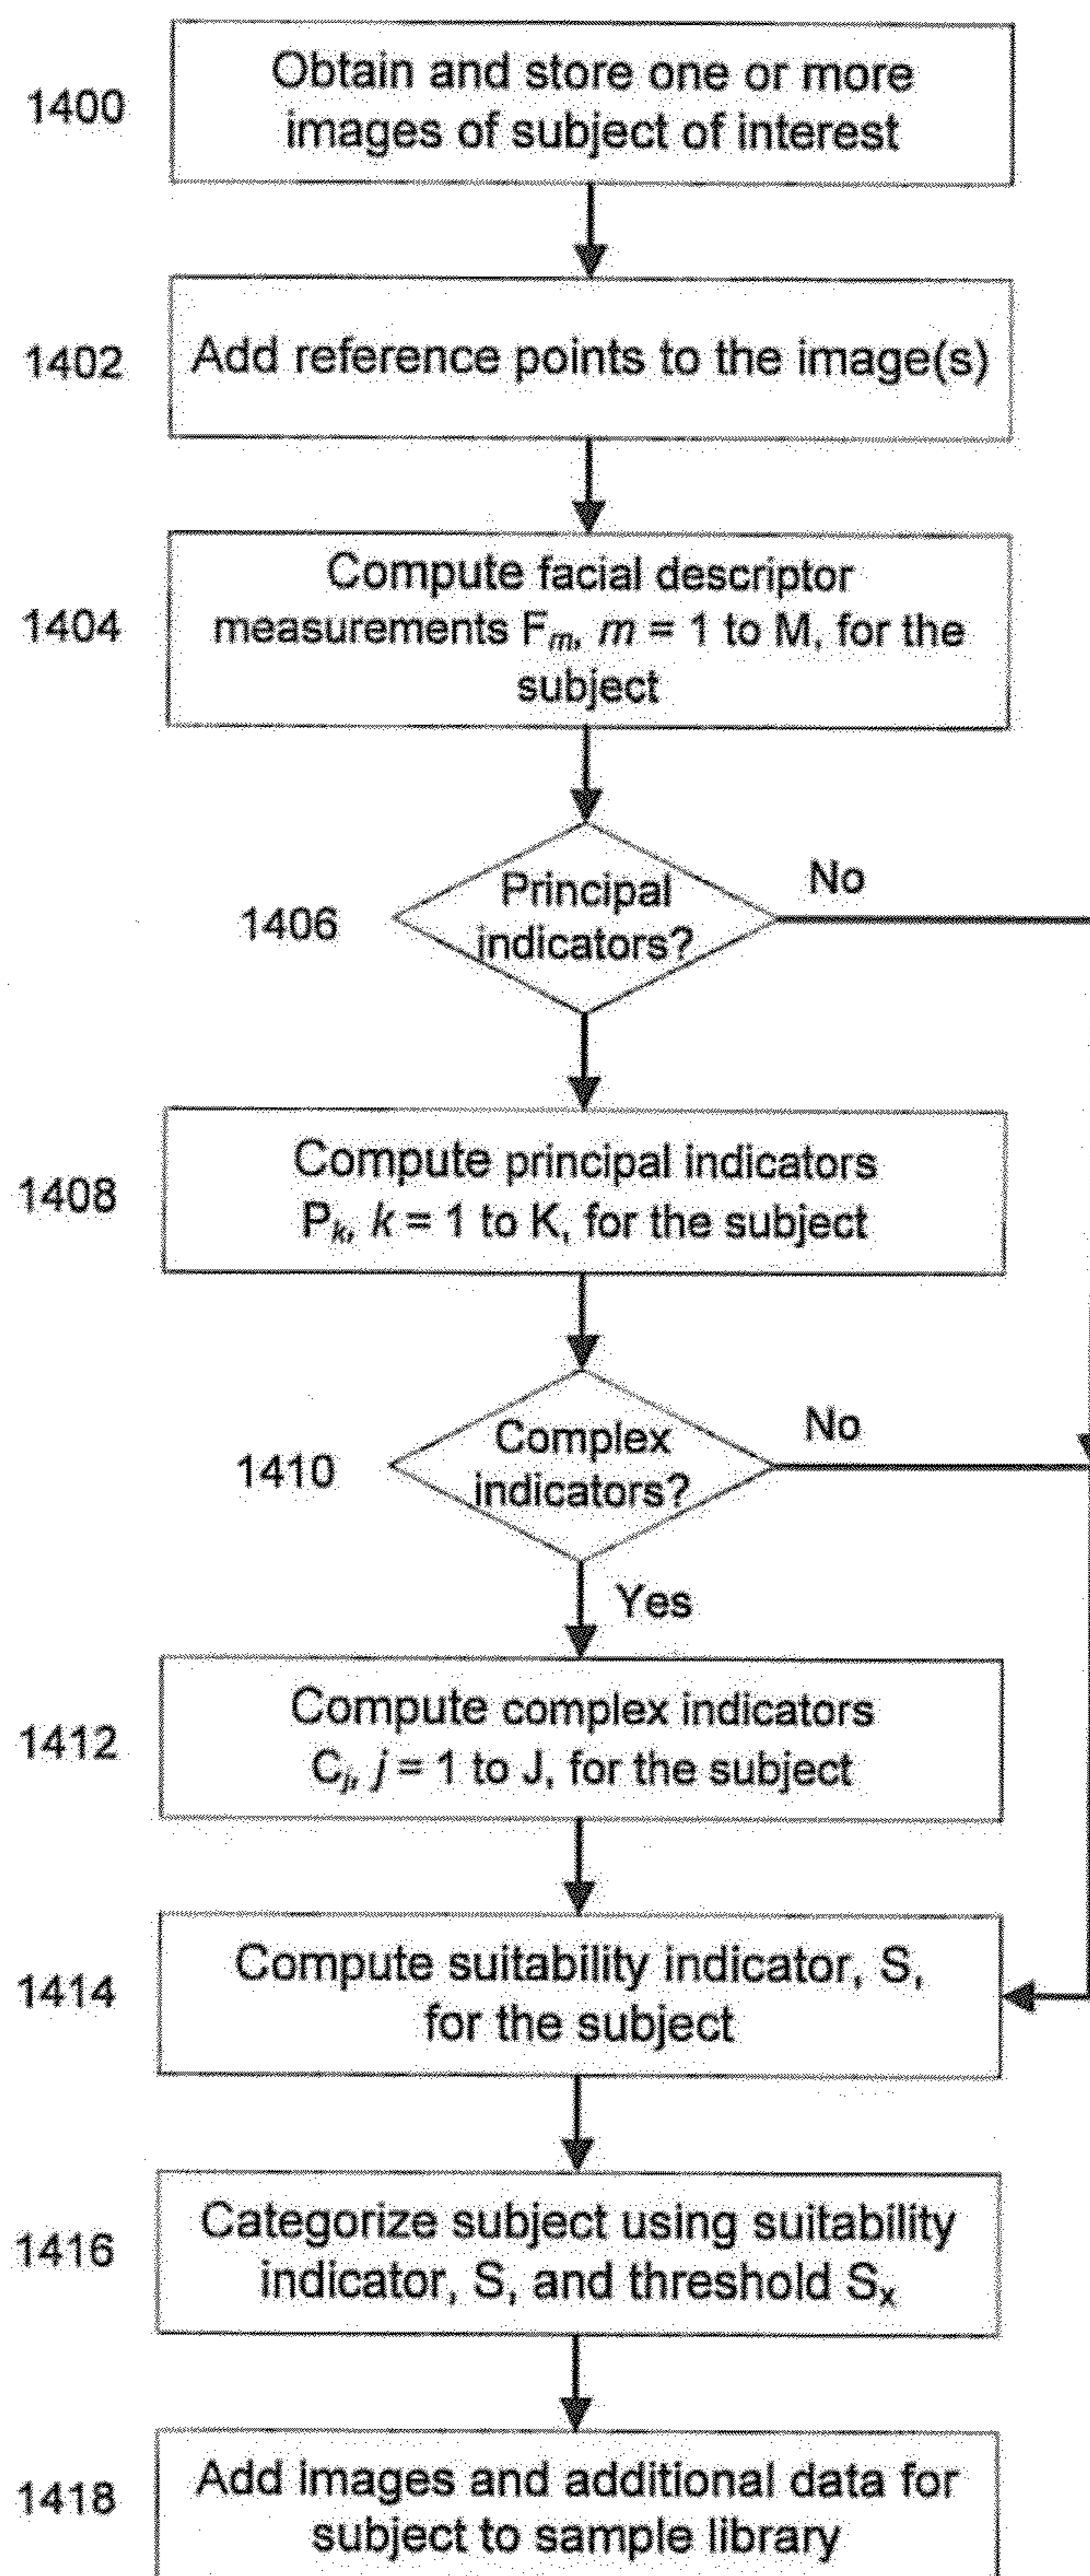 1400
Obtain and store one or more
images of subject of interest
1402
Add reference points to the image(s)
1404
Compute facial descriptor
measurements Fm, m = 1 to M, for the
subject
1406
Principal
indicators?
No
1408
Compute principal indicators
Pk, k = 1 to K, for the subject
1410
Complex
indicators?
No
Yes
1412
Compute complex indicators
Cj, j = 1 to J, for the subject
1414
Compute suitability indicator, S,
for the subject
1416
Categorize subject using suitability
indicator, S, and threshold Sx
1418
Add images and additional data for
subject to sample library